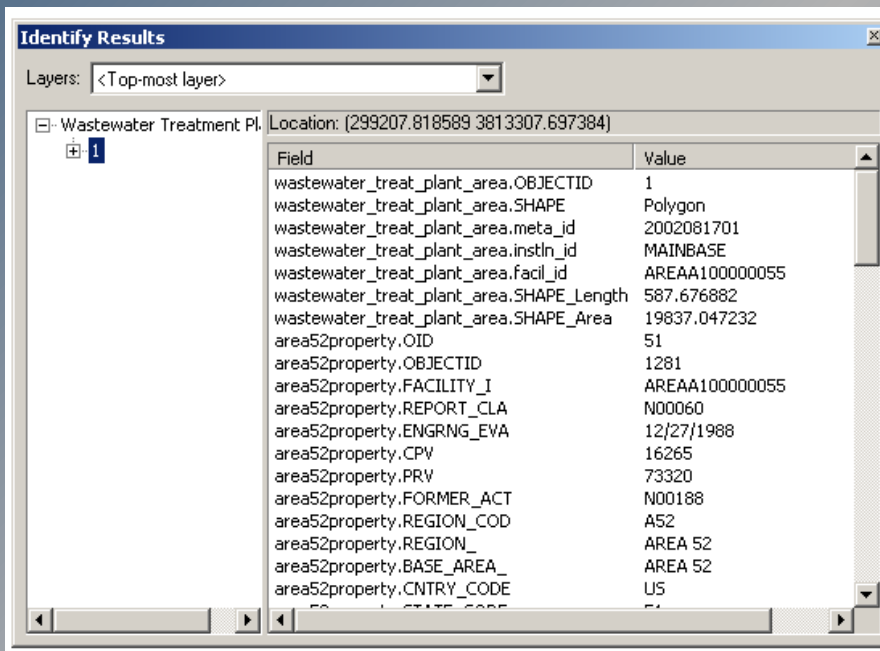 Identify Results
Layers: <Top-most layer>
Wastewater Treatment Pl
1
Location: (299207.818589 3813307.697384)
Field Value
wastewater_treat_plant_area.OBJECTID 1
wastewater_treat_plant_area.SHAPE Polygon
wastewater_treat_plant_area.meta_id 2002081701
wastewater_treat_plant_area.instln_id MAINBASE
wastewater_treat_plant_area.facil_id AREAA100000055
wastewater_treat_plant_area.SHAPE_Length 587.676882
wastewater_treat_plant_area.SHAPE_Area 19837.047232
area52property.OID 51
area52property.OBJECTID 1281
area52property.FACILITY_I AREAA100000055
area52property.REPORT_CLA N00060
area52property.ENGRNG_EVA 12/27/1988
area52property.CPV 16265
area52property.PRV 73320
area52property.FORMER_ACT N00188
area52property.REGION_COD A52
area52property.REGION_ AREA 52
area52property.BASE_AREA_ AREA 52
area52property.CNTRY_CODE US